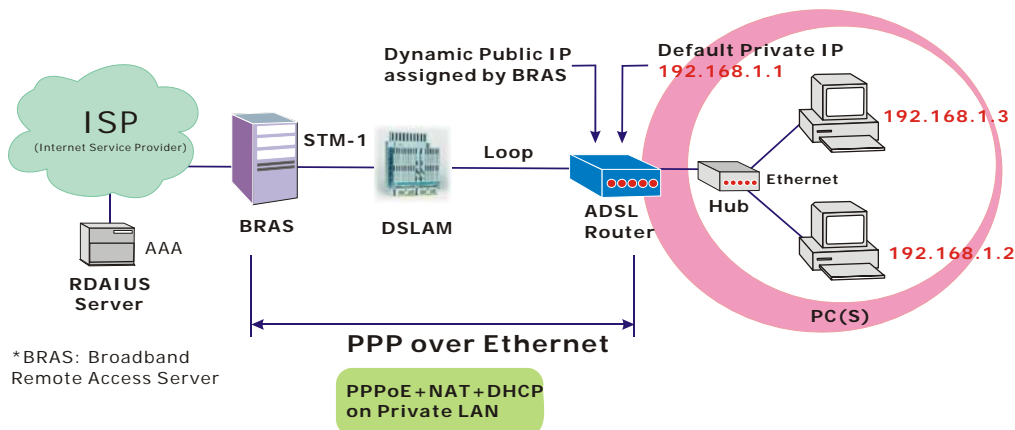 Dynamic Public IP
assigned by BRAS
Default Private IP
192.168.1.1
ISP
(Internet Service Provider)
STM-1
Loop
192.168.1.3
Ethernet
Hub
BRAS
DSLAM
ADSL
Router
AAA
RDAIUS
Server
192.168.1.2
PC(S)
PPP over Ethernet
*BRAS: Broadband
Remote Access Server
PPPoE+NAT+DHCP
on Private LAN